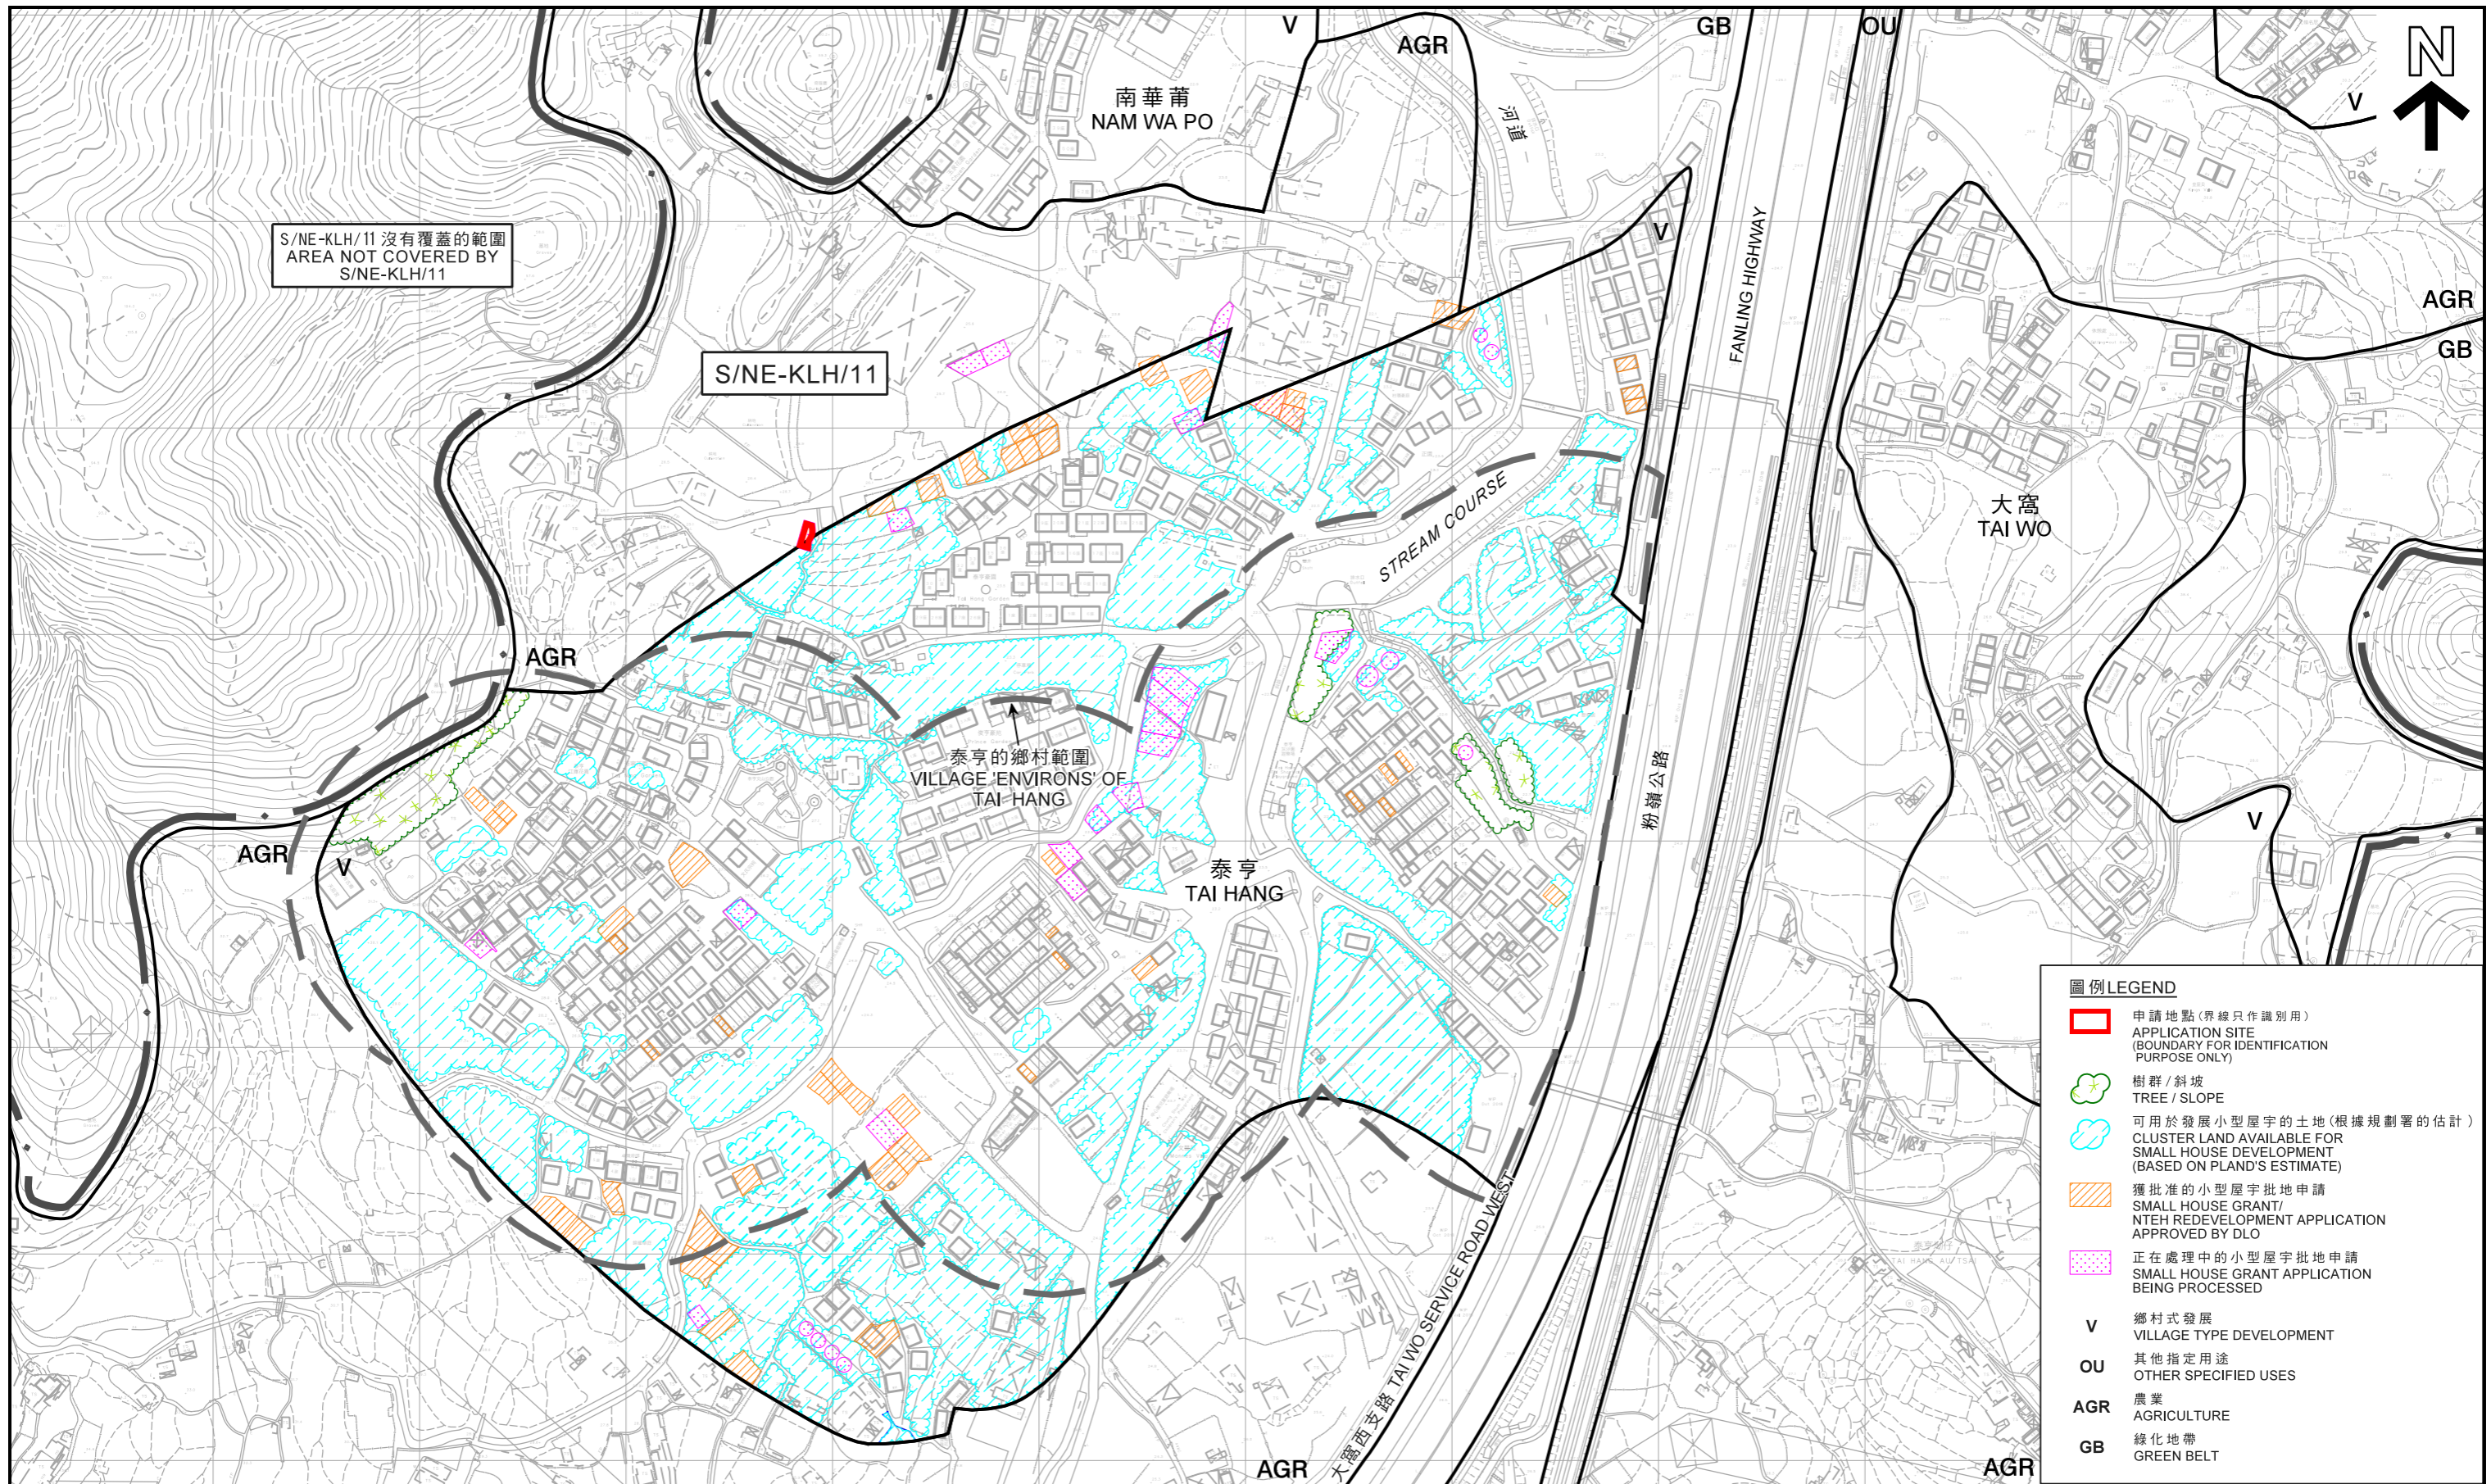 V
AGR
GB
OU
N
南華莆
NAM WA PO
河道
V
S/NE-KLH/11 沒有覆蓋的範圍
AREA NOT COVERED BY
S/NE-KLH/11
V
FANLING HIGHWAY
AGR
GB
S/NE-KLH/11
STREAM COURSE
大窩
TAI WO
AGR
泰亨的鄉村範圍
VILLAGE 'ENVIRONS' OF
TAI HANG
粉嶺公路
V
AGR
V
泰亨
TAI HANG
大窩西支路 TAI WO SERVICE ROAD WEST
AGR
AGR
圖例 LEGEND
申請地點 (界線只作識別用)
APPLICATION SITE
(BOUNDARY FOR IDENTIFICATION
PURPOSE ONLY)
樹群 / 斜坡
TREE / SLOPE
可用於發展小型屋宇的土地 (根據規劃署的估計)
CLUSTER LAND AVAILABLE FOR
SMALL HOUSE DEVELOPMENT
(BASED ON PLAND'S ESTIMATE)
獲批准的小型屋宇批地申請
SMALL HOUSE GRANT/
NTEH REDEVELOPMENT APPLICATION
APPROVED BY DLO
正在處理中的小型屋宇批地申請
SMALL HOUSE GRANT APPLICATION
BEING PROCESSED
V 鄉村式發展
VILLAGE TYPE DEVELOPMENT
OU 其他指定用途
OTHER SPECIFIED USES
AGR 農業
AGRICULTURE
GB 綠化地帶
GREEN BELT